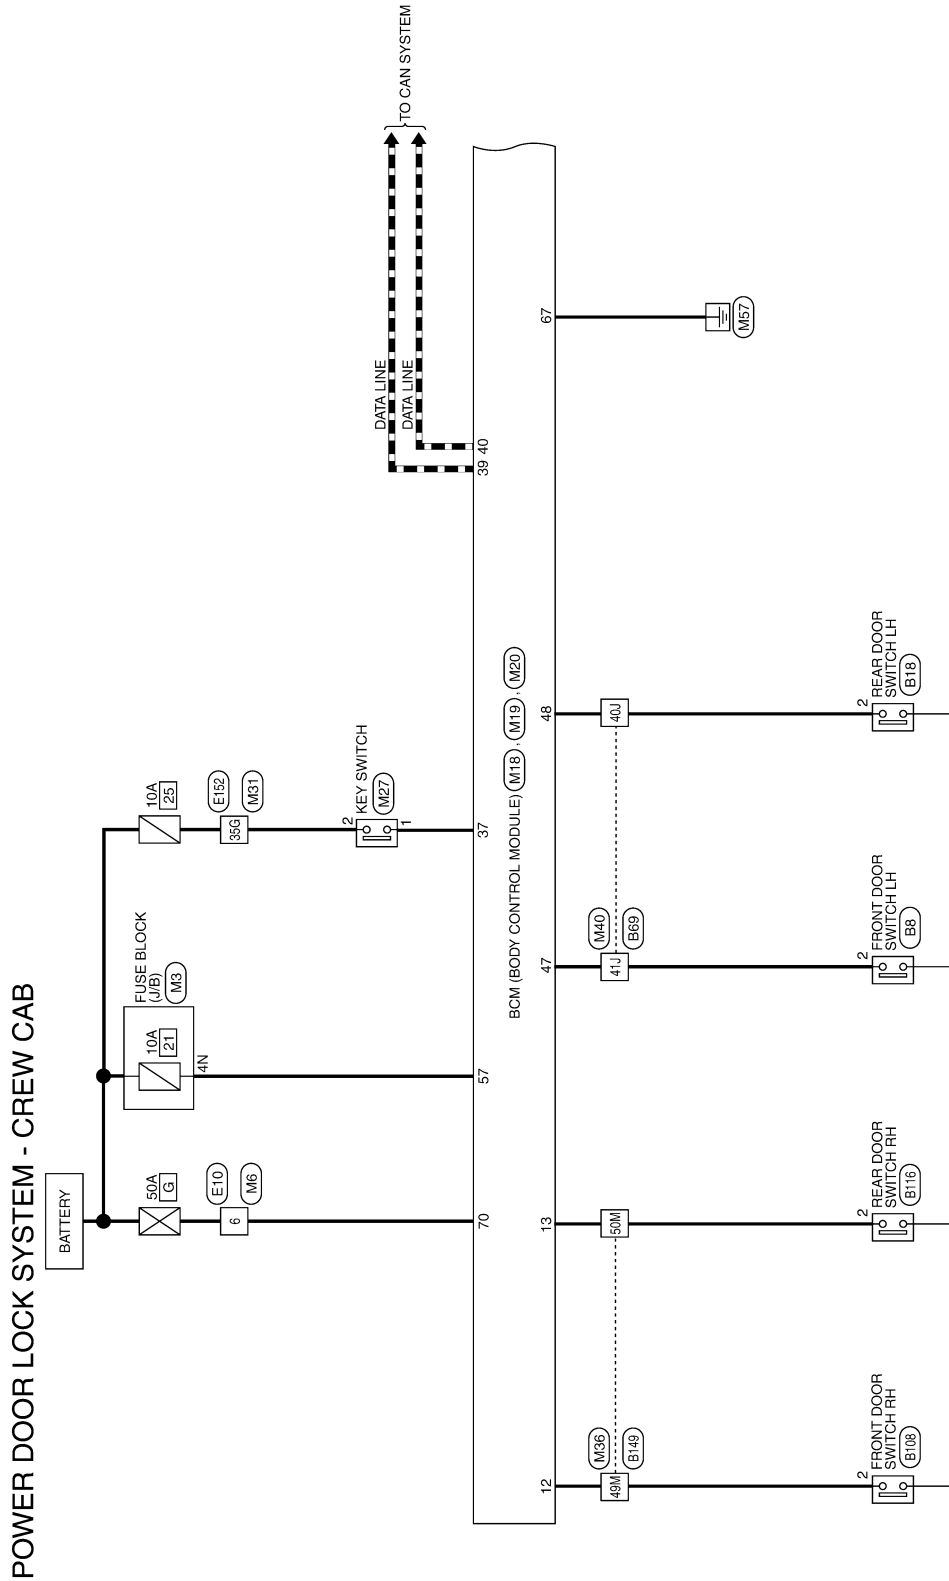 POWER DOOR LOCK SYSTEM - CREW CAB
BATTERY
50A
G
10A
21
FUSE BLOCK
(J/B)
M3
10A
25
4N
6
E10
M6
35G
E152
M31
2
KEY SWITCH
M27
1
DATA LINE
DATA LINE
TO CAN SYSTEM
70
57
37
39
40
BCM (BODY CONTROL MODULE) M18 , M19 , M20
12
13
47
48
67
49M
M36
B149
50M
41J
M40
B69
40J
M57
2
FRONT DOOR
SWITCH RH
B108
2
REAR DOOR
SWITCH RH
B116
2
FRONT DOOR
SWITCH LH
B8
2
REAR DOOR
SWITCH LH
B18